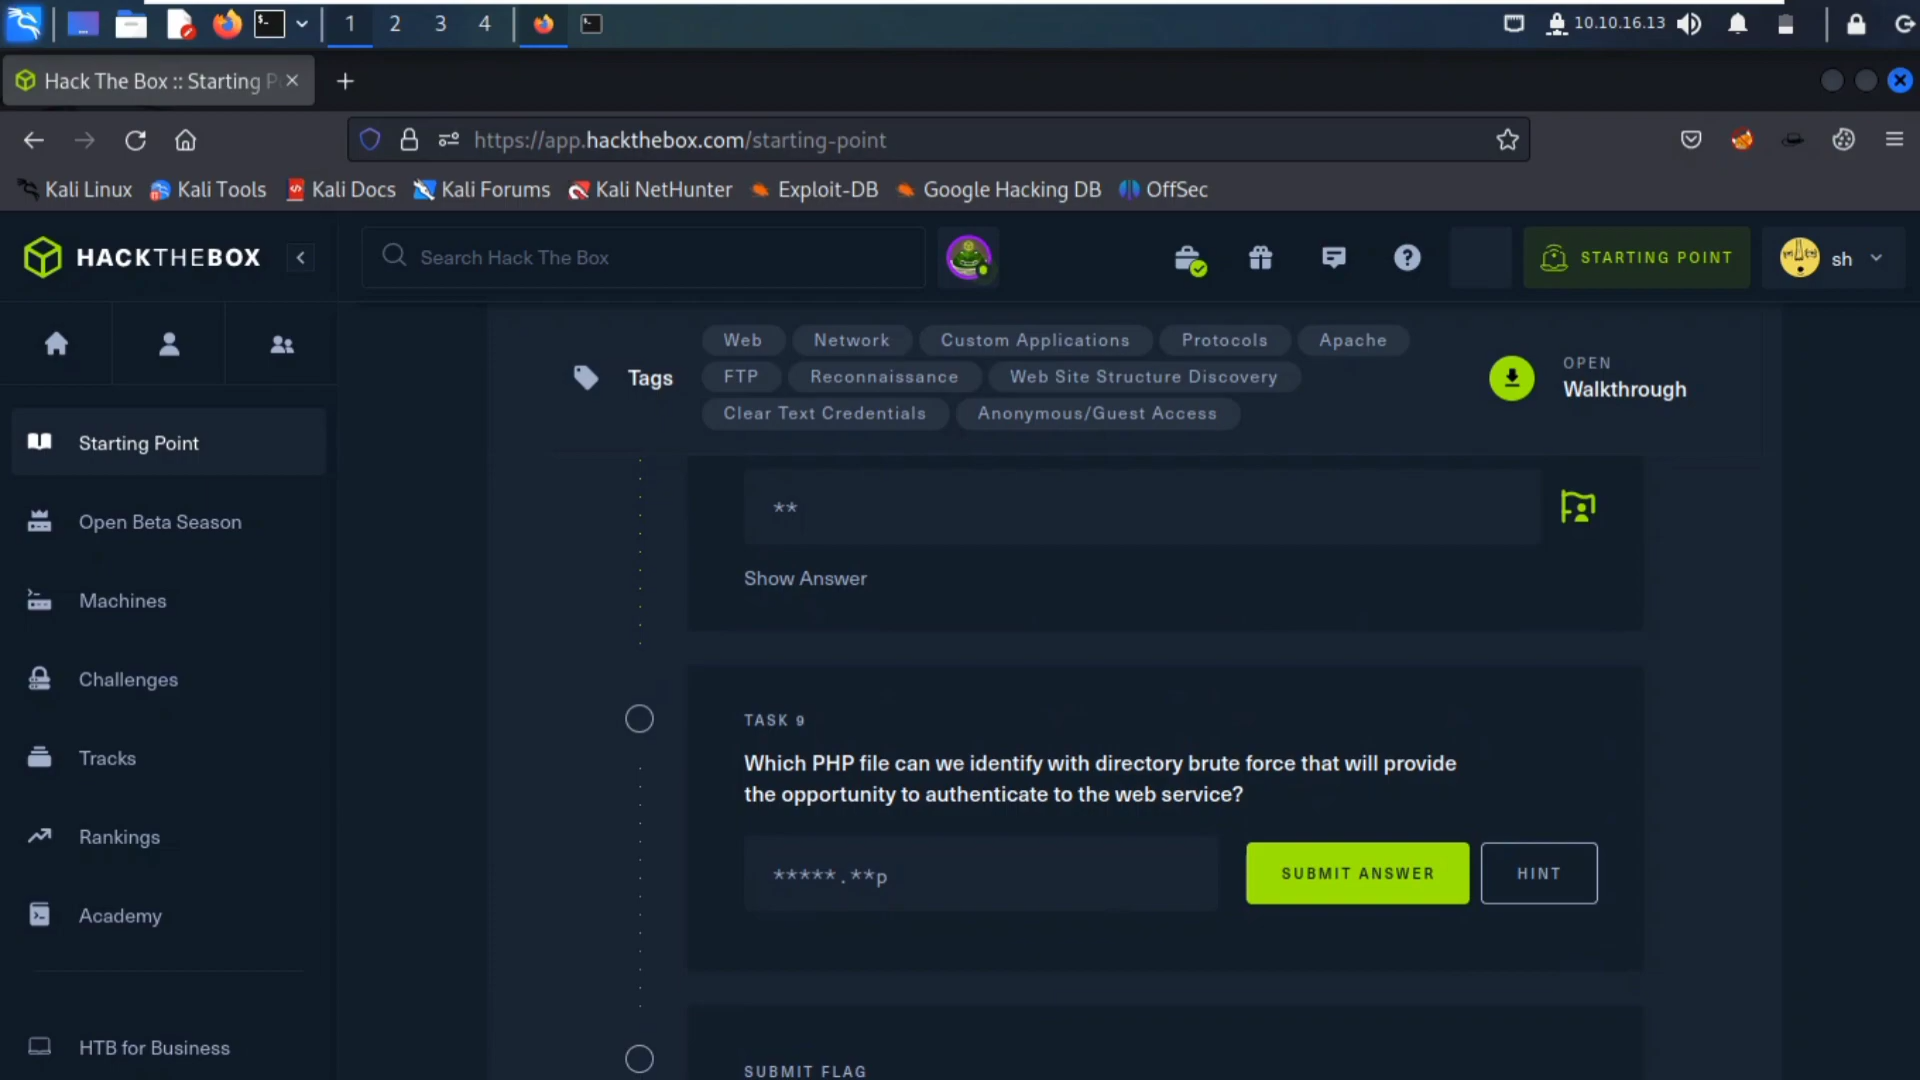 1 2 3 4
10.10.16.13
Hack The Box :: Starting P
https://app.hackthebox.com/starting-point
Kali Linux Kali Tools Kali Docs Kali Forums Kali NetHunter Exploit-DB Google Hacking DB OffSec
HACKTHEBOX
Search Hack The Box
STARTING POINT
sh
Tags
Web Network Custom Applications Protocols Apache
FTP Reconnaissance Web Site Structure Discovery
Clear Text Credentials Anonymous/Guest Access
OPEN
Walkthrough
Starting Point
Open Beta Season
Machines
Challenges
Tracks
Rankings
Academy
HTB for Business
**
Show Answer
TASK 9
Which PHP file can we identify with directory brute force that will provide
the opportunity to authenticate to the web service?
*****.**p
SUBMIT ANSWER
HINT
SUBMIT FLAG